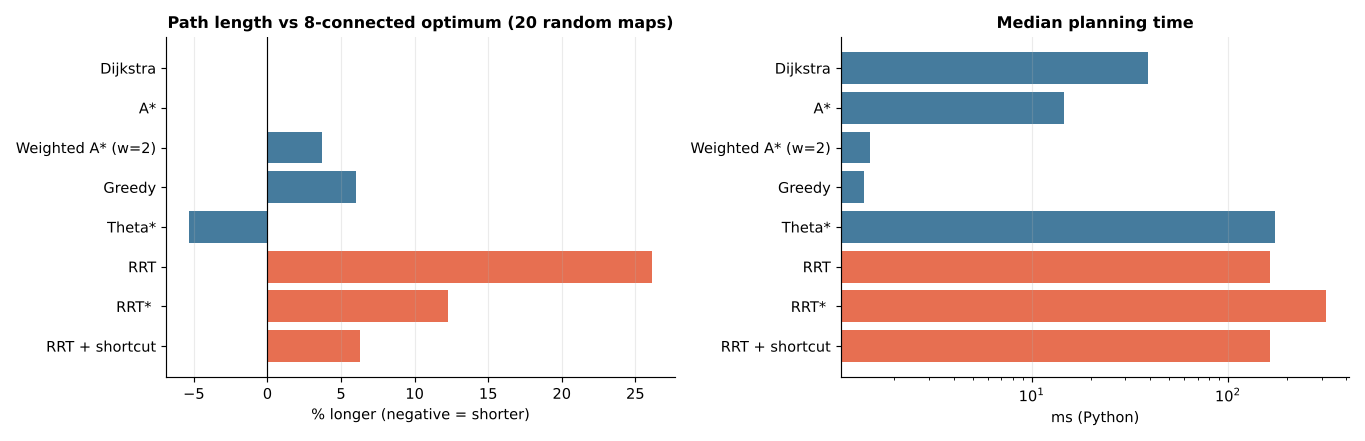 Path length vs 8-connected optimum (20 random maps)
Dijkstra
A*
Weighted A* (w=2)
Greedy
Theta*
RRT
RRT*
RRT + shortcut
−5
0
5
10
15
20
25
% longer (negative = shorter)
Median planning time
Dijkstra
A*
Weighted A* (w=2)
Greedy
Theta*
RRT
RRT*
RRT + shortcut
10¹
10²
ms (Python)